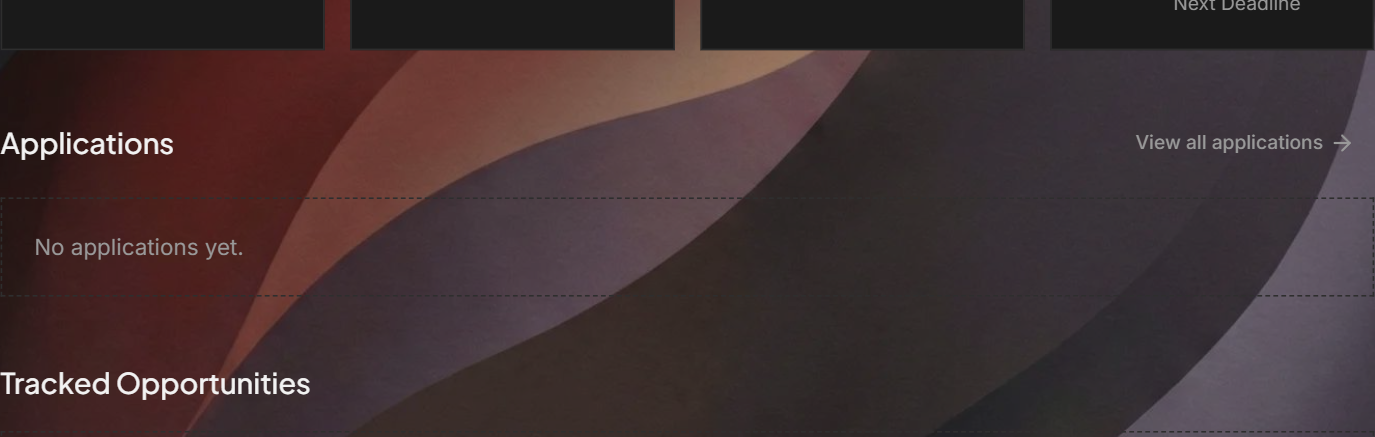 Next Deadline
Applications
View all applications →
No applications yet.
Tracked Opportunities